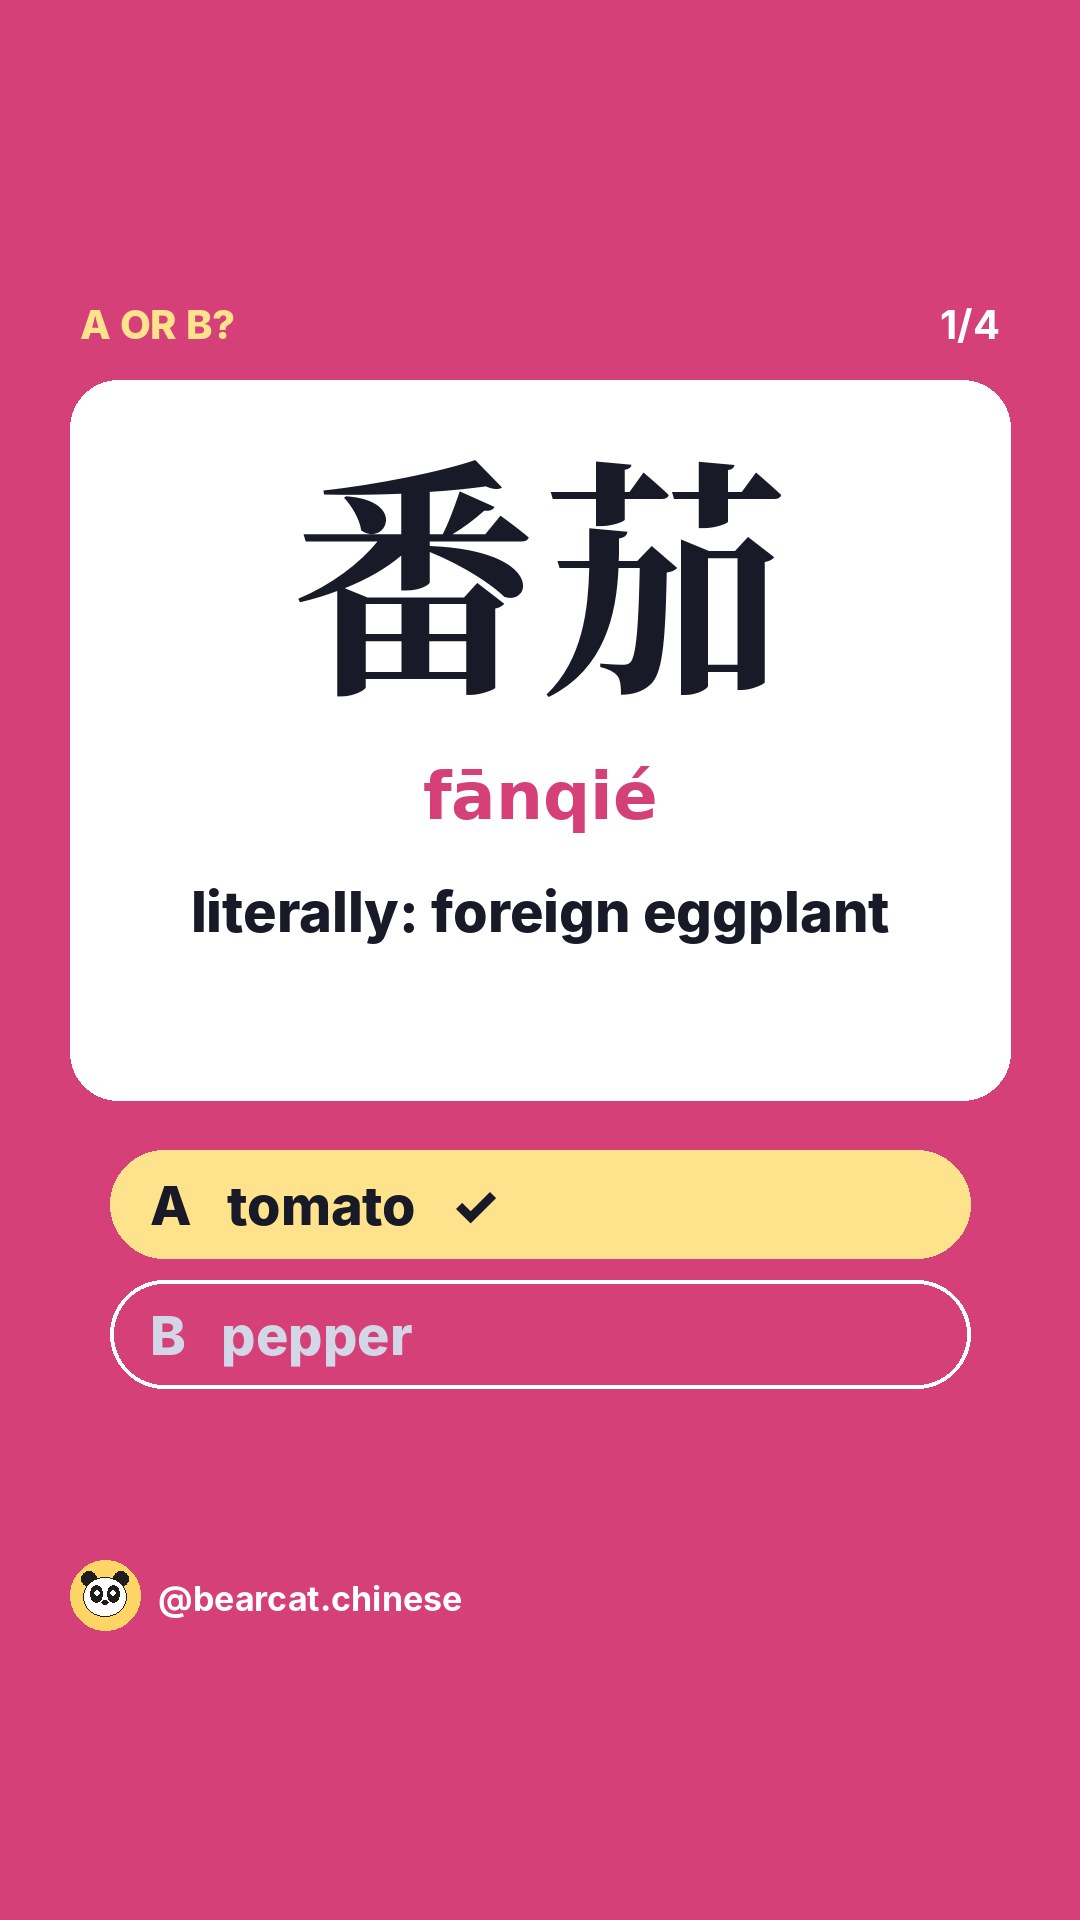 A OR B?
1/4
番茄
fānqié
literally: foreign eggplant
A tomato ✓
B pepper
@bearcat.chinese